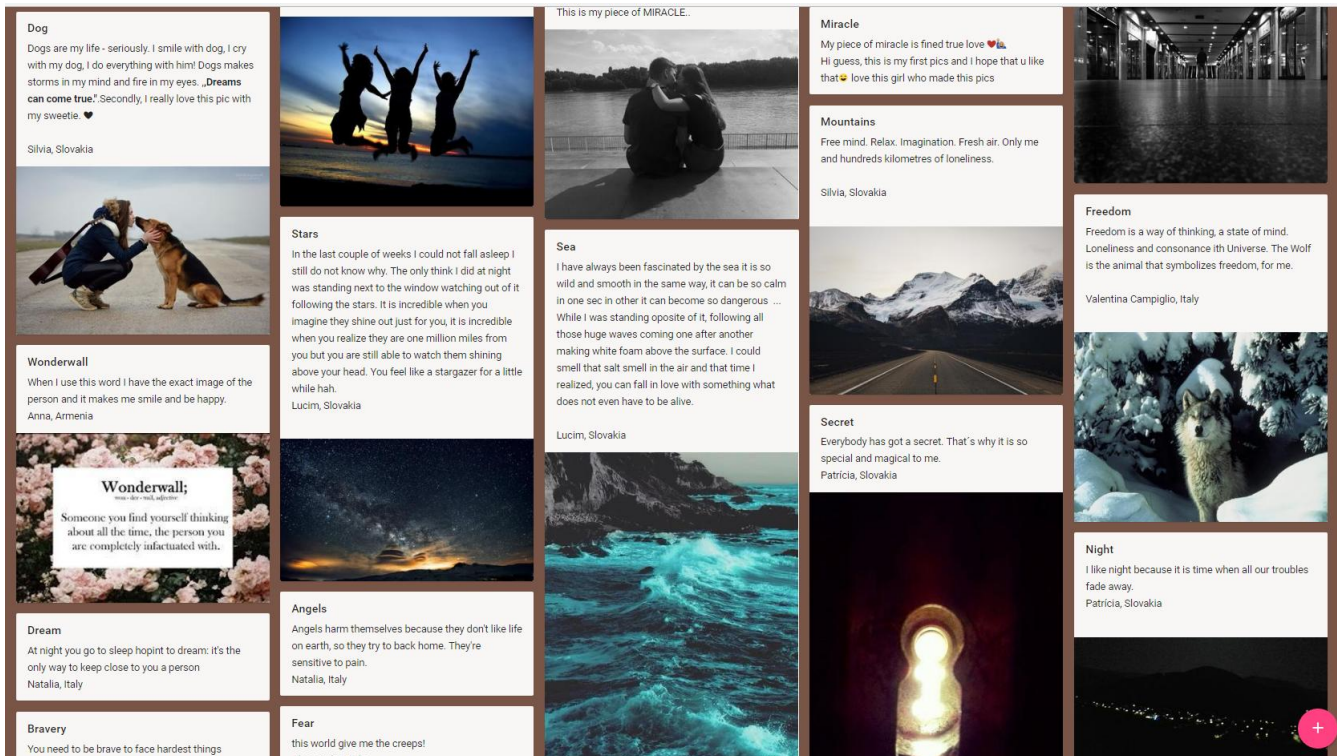 Dog
Dogs are my life - seriously. I smile with dog, I cry
with my dog, I do everything with him! Dogs makes
storms in my mind and fire in my eyes. „Dreams
can come true.".Secondly, I really love this pic with
my sweetie. 🖤
Silvia, Slovakia
Wonderwall
When I use this word I have the exact image of the
person and it makes me smile and be happy.
Anna, Armenia
Wonderwall;
won • der • wall, adjective
Someone you find yourself thinking
about all the time, the person you
are completely infactuated with.
Dream
At night you go to sleep hopint to dream: it's the
only way to keep close to you a person
Natalia, Italy
Bravery
You need to be brave to face hardest things
Stars
In the last couple of weeks I could not fall asleep I
still do not know why. The only think I did at night
was standing next to the window watching out of it
following the stars. It is incredible when you
imagine they shine out just for you, it is incredible
when you realize they are one million miles from
you but you are still able to watch them shining
above your head. You feel like a stargazer for a little
while hah.
Lucim, Slovakia
Angels
Angels harm themselves because they don't like life
on earth, so they try to back home. They're
sensitive to pain.
Natalia, Italy
Fear
this world give me the creeps!
This is my piece of MIRACLE..
Sea
I have always been fascinated by the sea it is so
wild and smooth in the same way, it can be so calm
in one sec in other it can become so dangerous ...
While I was standing oposite of it, following all
those huge waves coming one after another
making white foam above the surface. I could
smell that salt smell in the air and that time I
realized, you can fall in love with something what
does not even have to be alive.
Lucim, Slovakia
Miracle
My piece of miracle is fined true love ❤️💑
Hi guess, this is my first pics and I hope that u like
that😄 love this girl who made this pics
Mountains
Free mind. Relax. Imagination. Fresh air. Only me
and hundreds kilometres of loneliness.
Silvia, Slovakia
Secret
Everybody has got a secret. That´s why it is so
special and magical to me.
Patrícia, Slovakia
Freedom
Freedom is a way of thinking, a state of mind.
Loneliness and consonance ith Universe. The Wolf
is the animal that symbolizes freedom, for me.
Valentina Campiglio, Italy
Night
I like night because it is time when all our troubles
fade away.
Patrícia, Slovakia